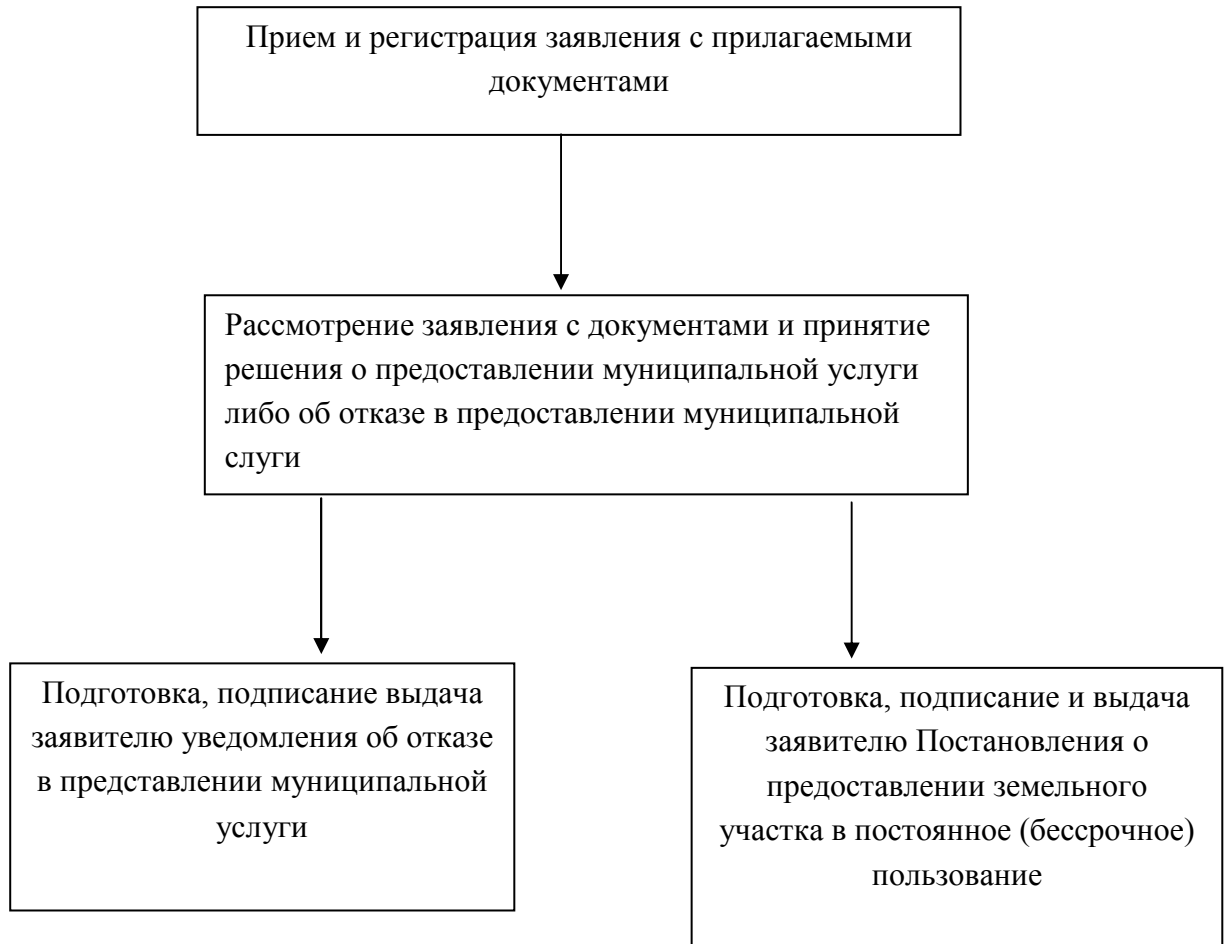 Прием и регистрация заявления с прилагаемыми
документами
Рассмотрение заявления с документами и принятие
решения о предоставлении муниципальной услуги
либо об отказе в предоставлении муниципальной
слуги
Подготовка, подписание выдача
заявителю уведомления об отказе
в представлении муниципальной
услуги
Подготовка, подписание и выдача
заявителю Постановления о
предоставлении земельного
участка в постоянное (бессрочное)
пользование